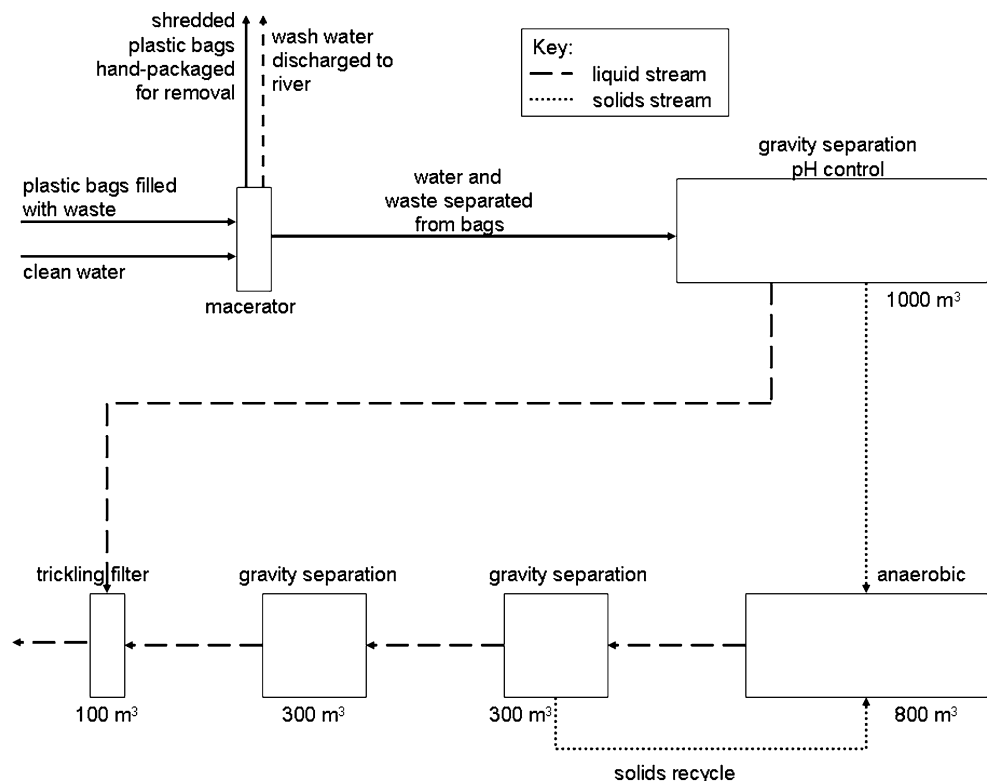 shredded
plastic bags
hand-packaged
for removal
wash water
discharged to
river
Key:
liquid stream
solids stream
gravity separation
pH control
plastic bags filled
with waste
water and
waste separated
from bags
clean water
macerator
1000 m³
trickling filter
gravity separation
gravity separation
anaerobic
100 m³
300 m³
300 m³
800 m³
solids recycle